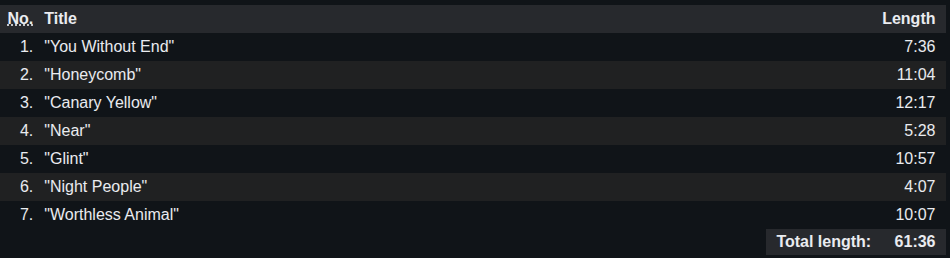 No. Title Length
1. "You Without End" 7:36
2. "Honeycomb" 11:04
3. "Canary Yellow" 12:17
4. "Near" 5:28
5. "Glint" 10:57
6. "Night People" 4:07
7. "Worthless Animal" 10:07
Total length: 61:36